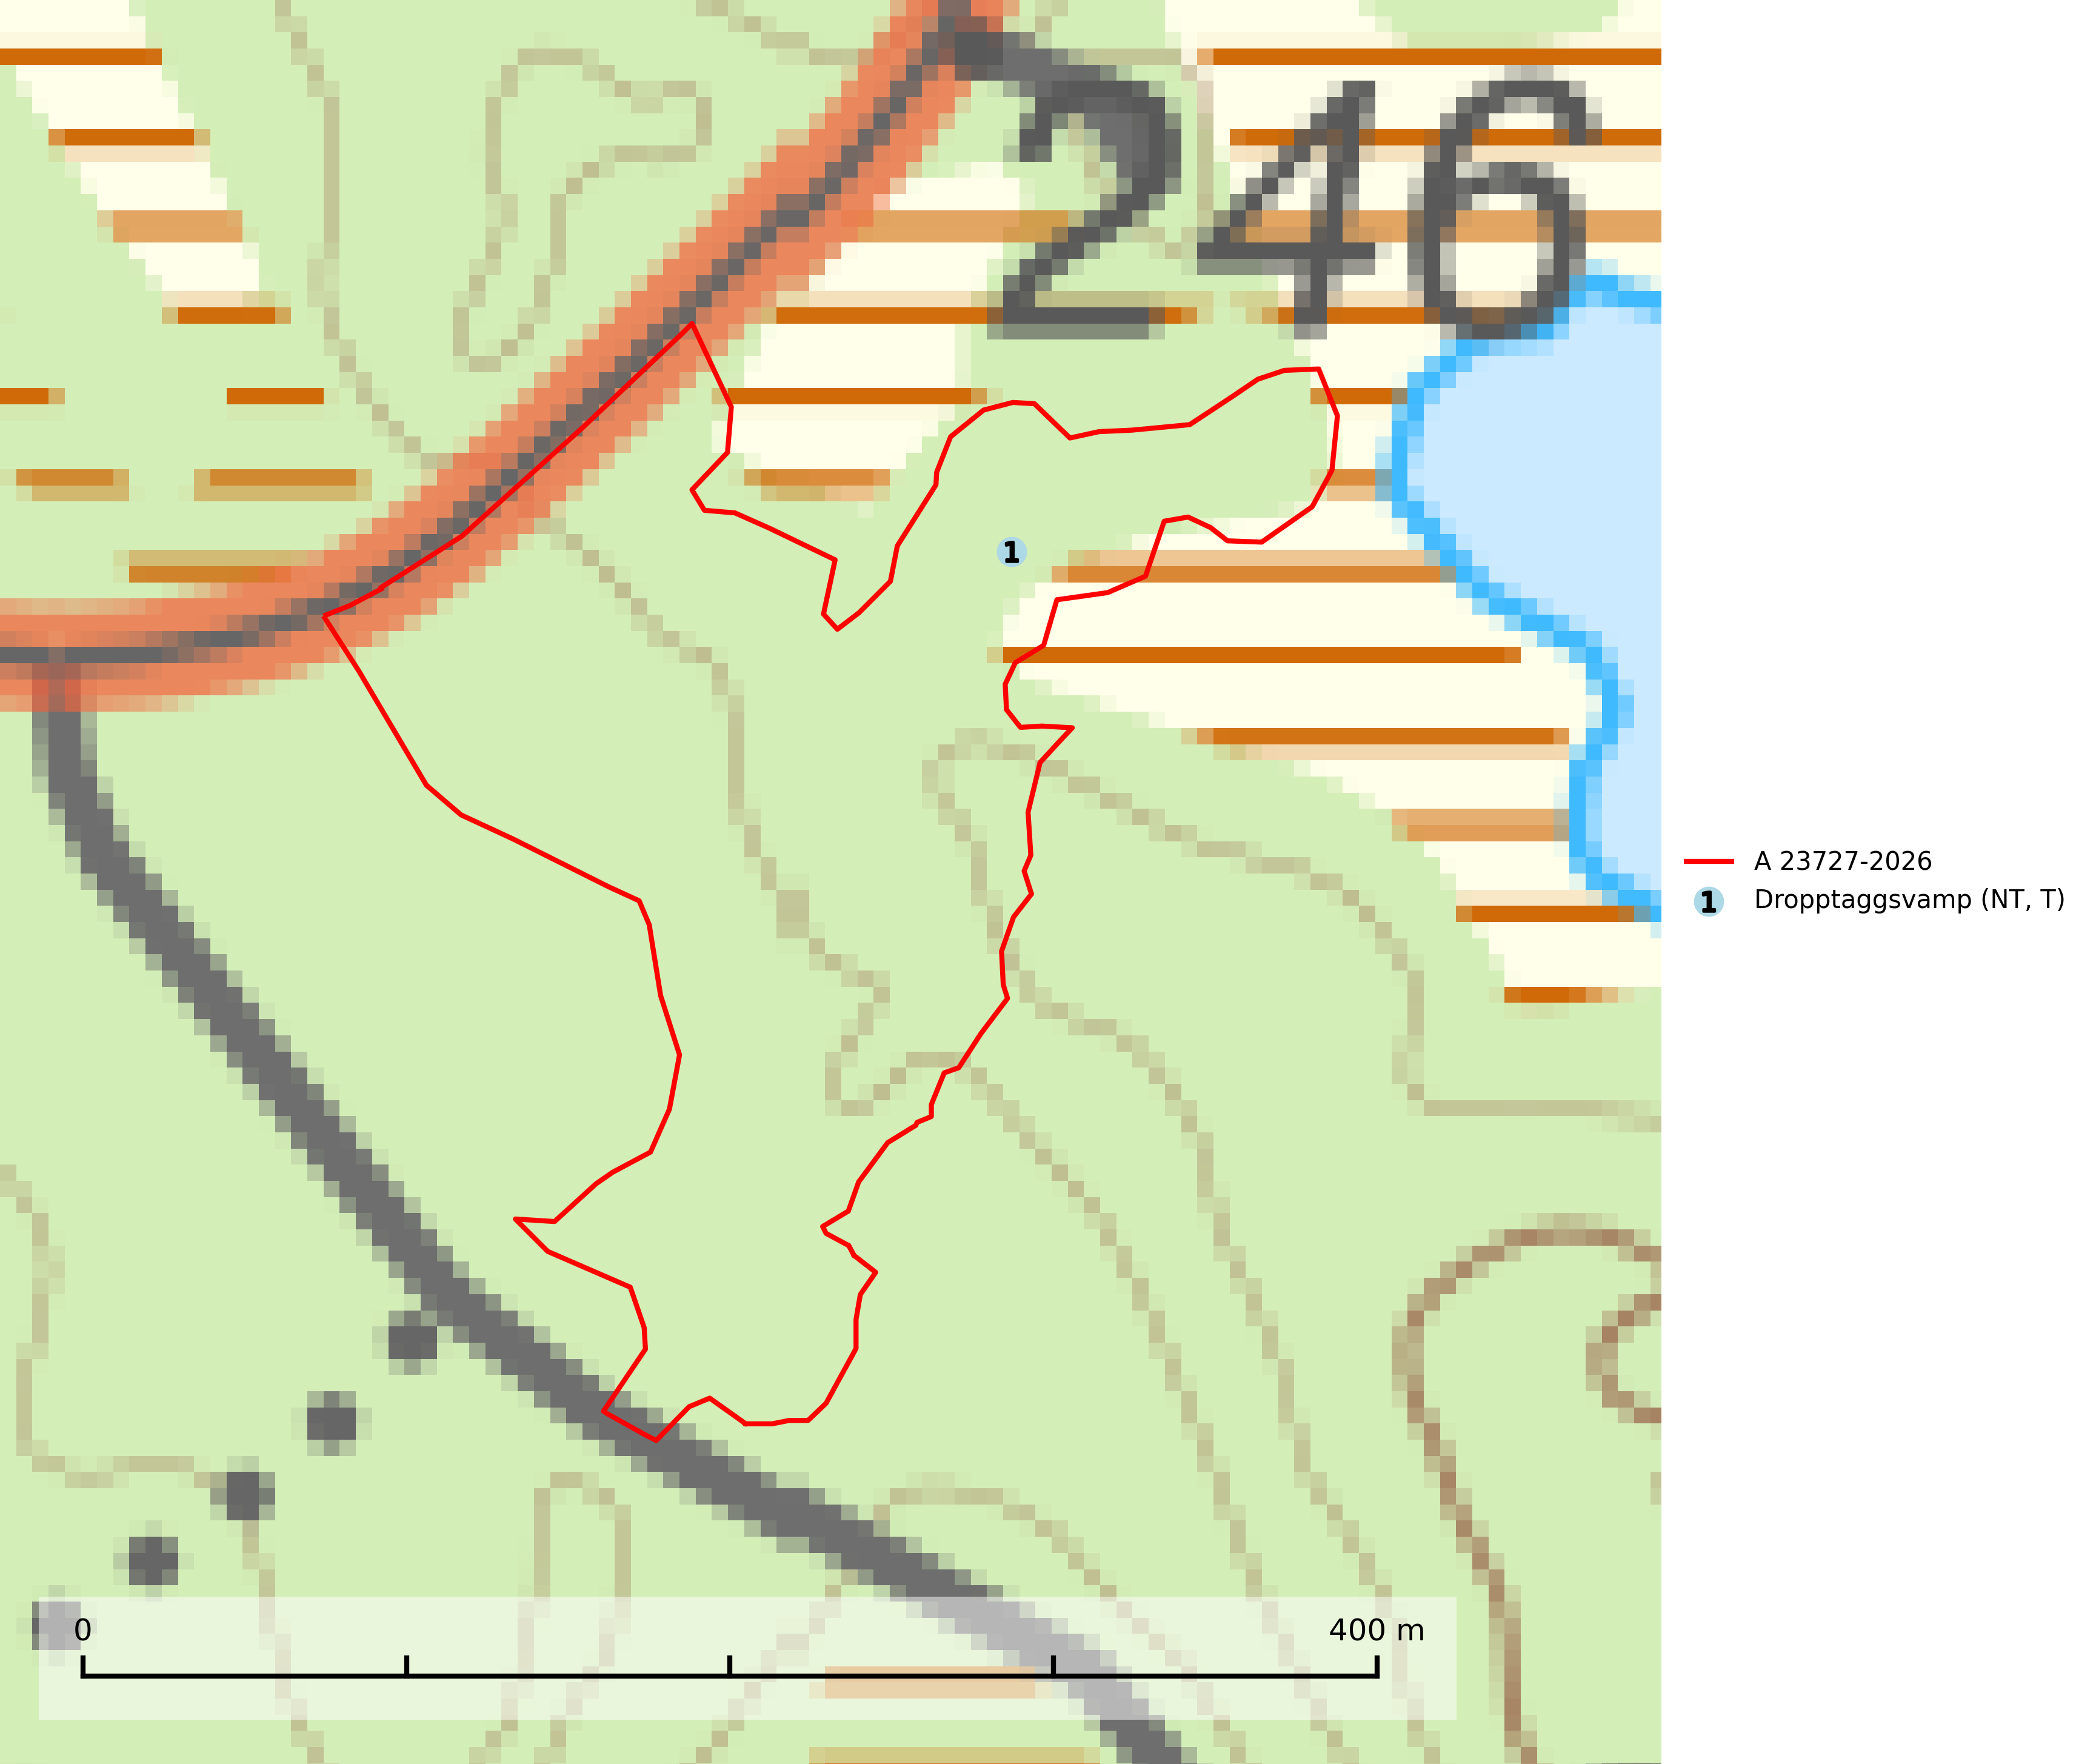 246
1
A 23727-2026
1 Dropptaggsvamp (NT, T)
0 400 m